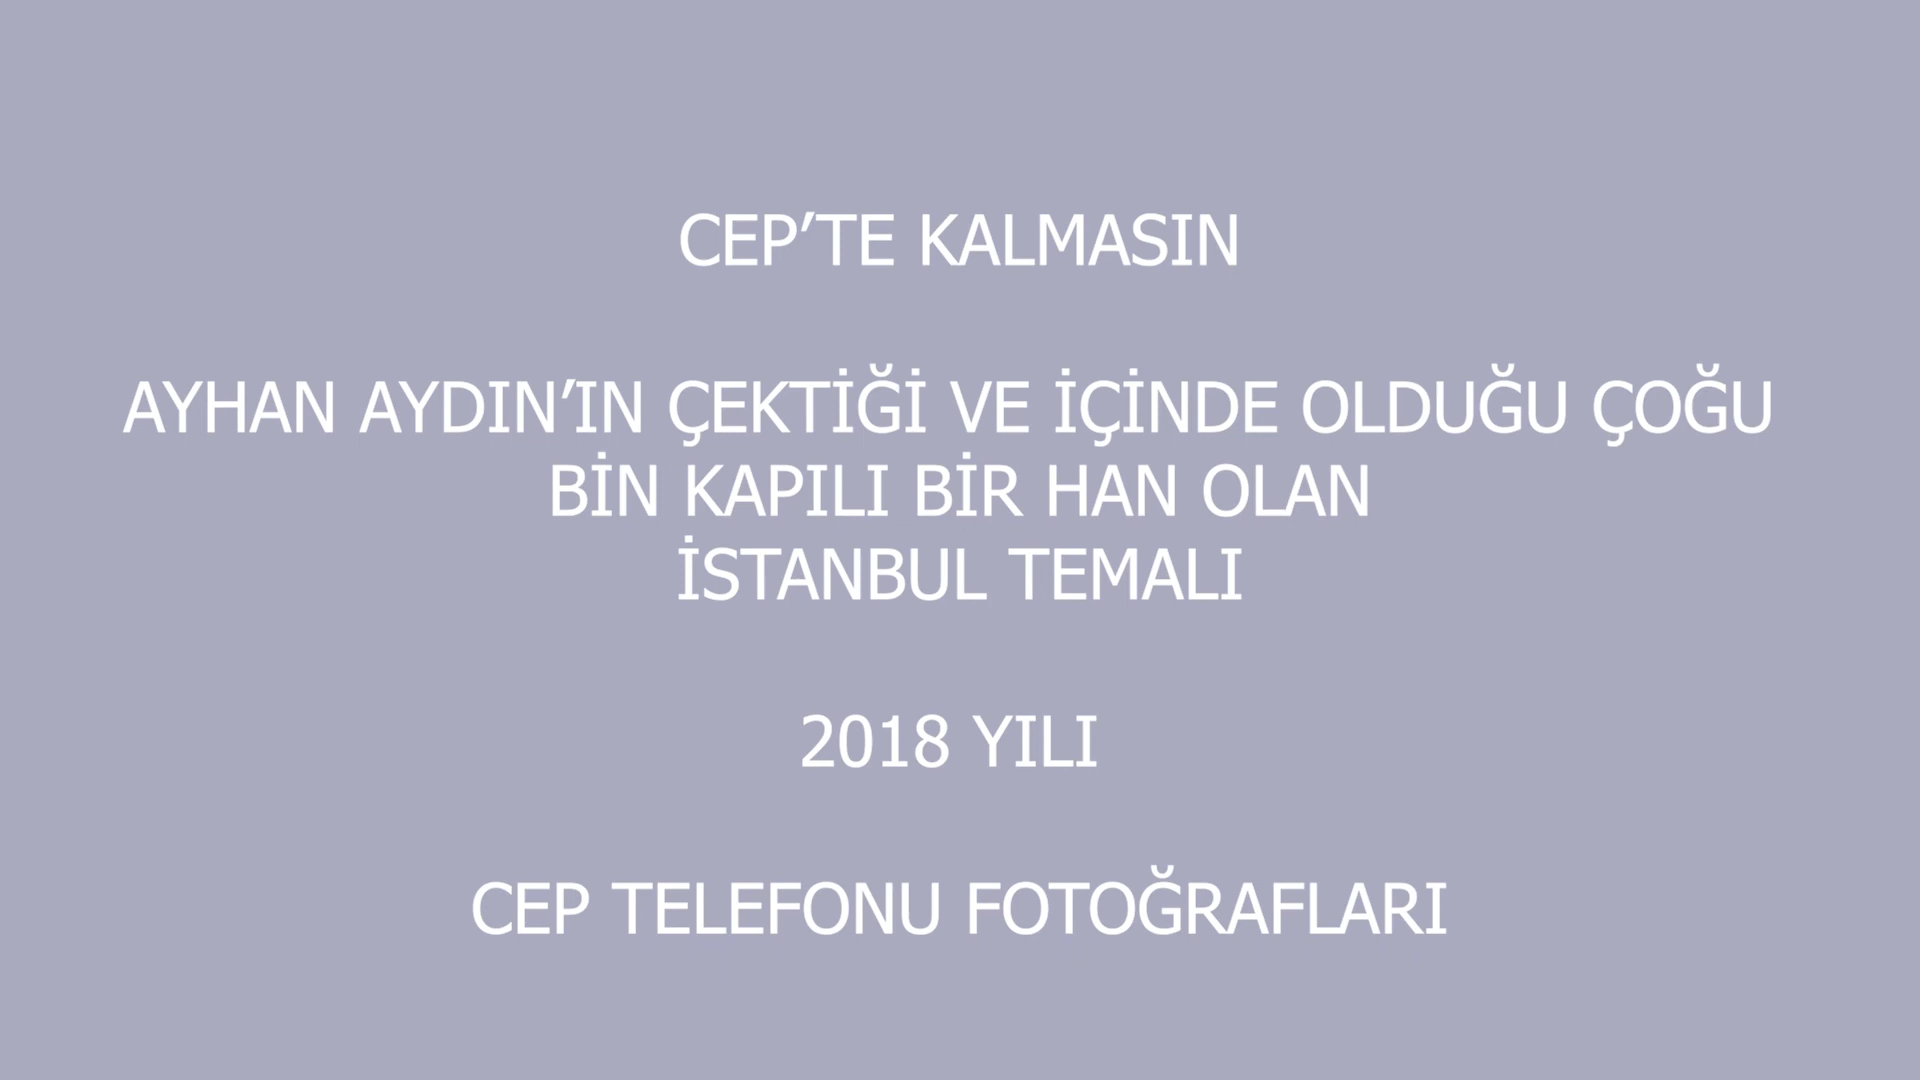 CEP’TE KALMASIN
AYHAN AYDIN’IN ÇEKTİĞİ VE İÇİNDE OLDUĞU ÇOĞU
BİN KAPILI BİR HAN OLAN
İSTANBUL TEMALI
2018 YILI
CEP TELEFONU FOTOĞRAFLARI